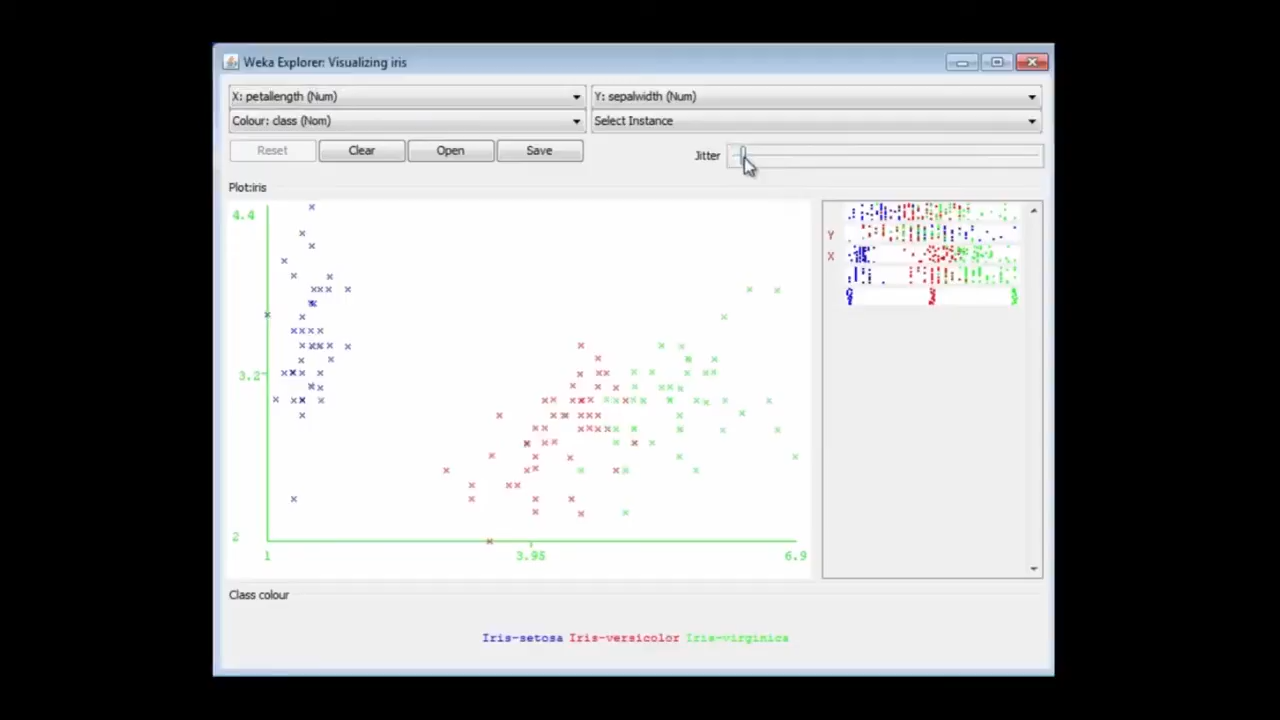 Weka Explorer: Visualizing iris
X: petallength (Num)
Y: sepalwidth (Num)
Colour: class (Nom)
Select Instance
Reset
Clear
Open
Save
Jitter
Plot:iris
4.4
3.2
2
1
3.95
6.9
Y
X
Class colour
Iris-setosa Iris-versicolor Iris-virginica